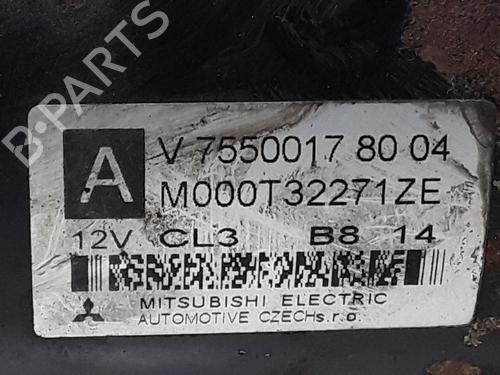 B-PARTS
A
V 7550017 80 04
M000T32271ZE
12V CL3 B8 14
MITSUBISHI ELECTRIC
AUTOMOTIVE CZECH s.r.o.